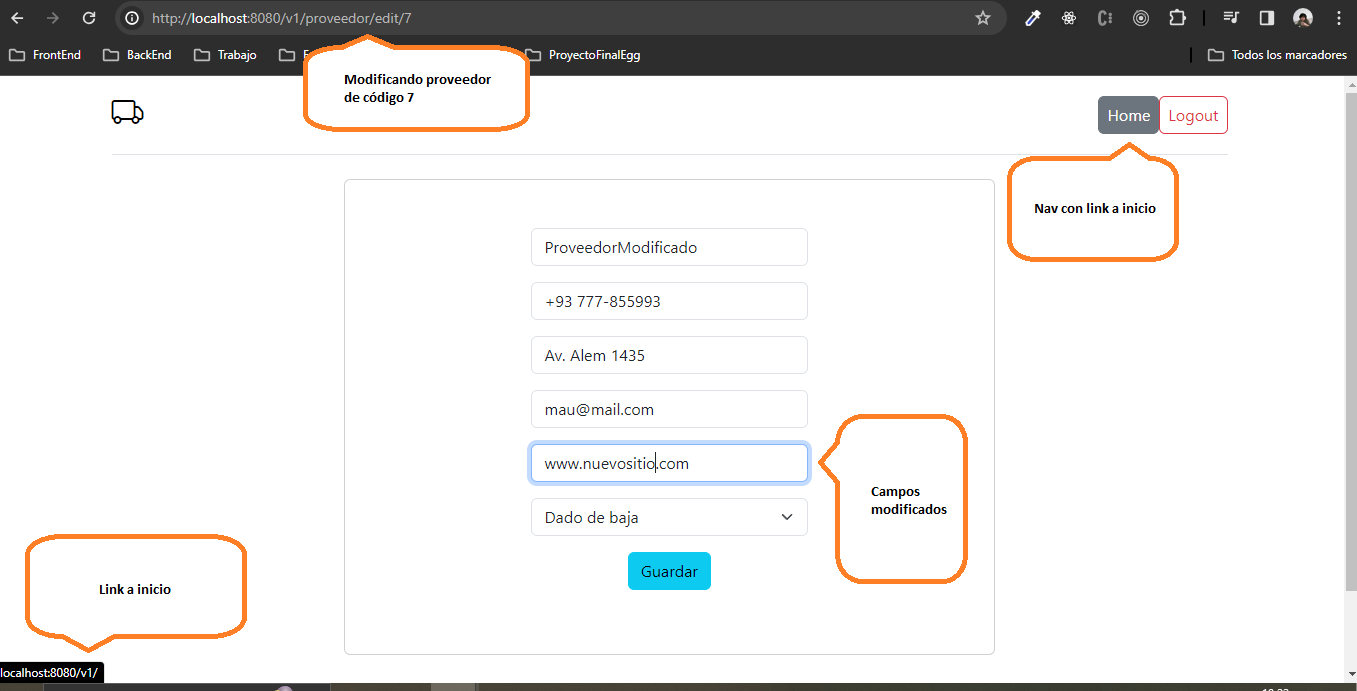 http://localhost:8080/v1/proveedor/edit/7
FrontEnd
BackEnd
Trabajo
ProyectoFinalEgg
Todos los marcadores
Modificando proveedor
de código 7
Home
Logout
Nav con link a inicio
ProveedorModificado
+93 777-855993
Av. Alem 1435
mau@mail.com
www.nuevositio.com
Dado de baja
Guardar
Campos
modificados
Link a inicio
localhost:8080/v1/